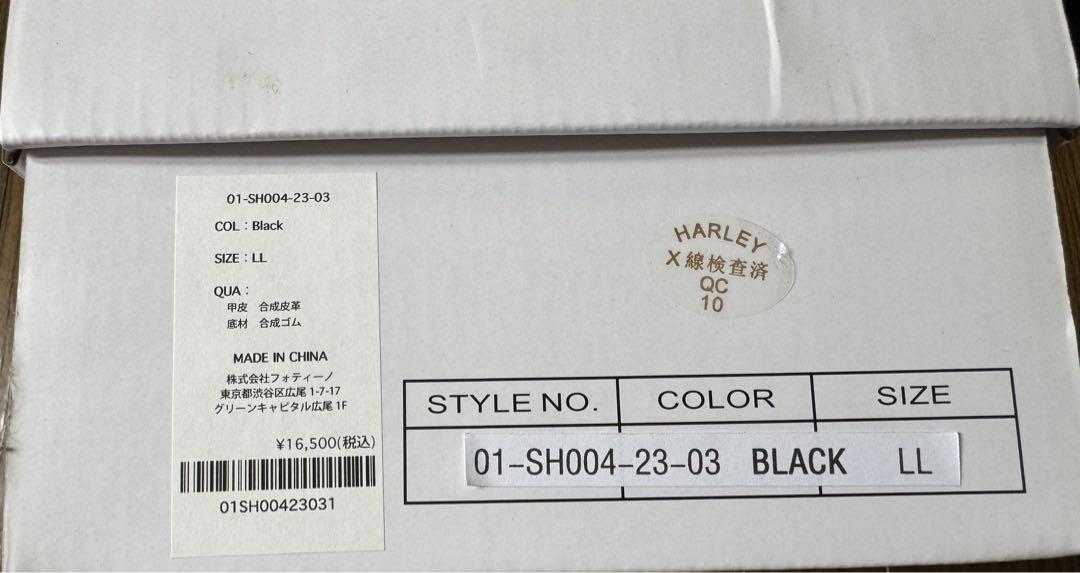 01-SH004-23-03
COL：Black
SIZE：LL
QUA：
甲皮　合成皮革
底材　合成ゴム
MADE IN CHINA
株式会社フォティーノ
東京都渋谷区広尾 1-7-17
グリーンキャピタル広尾 1F
¥16,500(税込)
01SH00423031
HARLEY
X線検査済
QC
10
STYLE NO. COLOR SIZE
01-SH004-23-03 BLACK LL